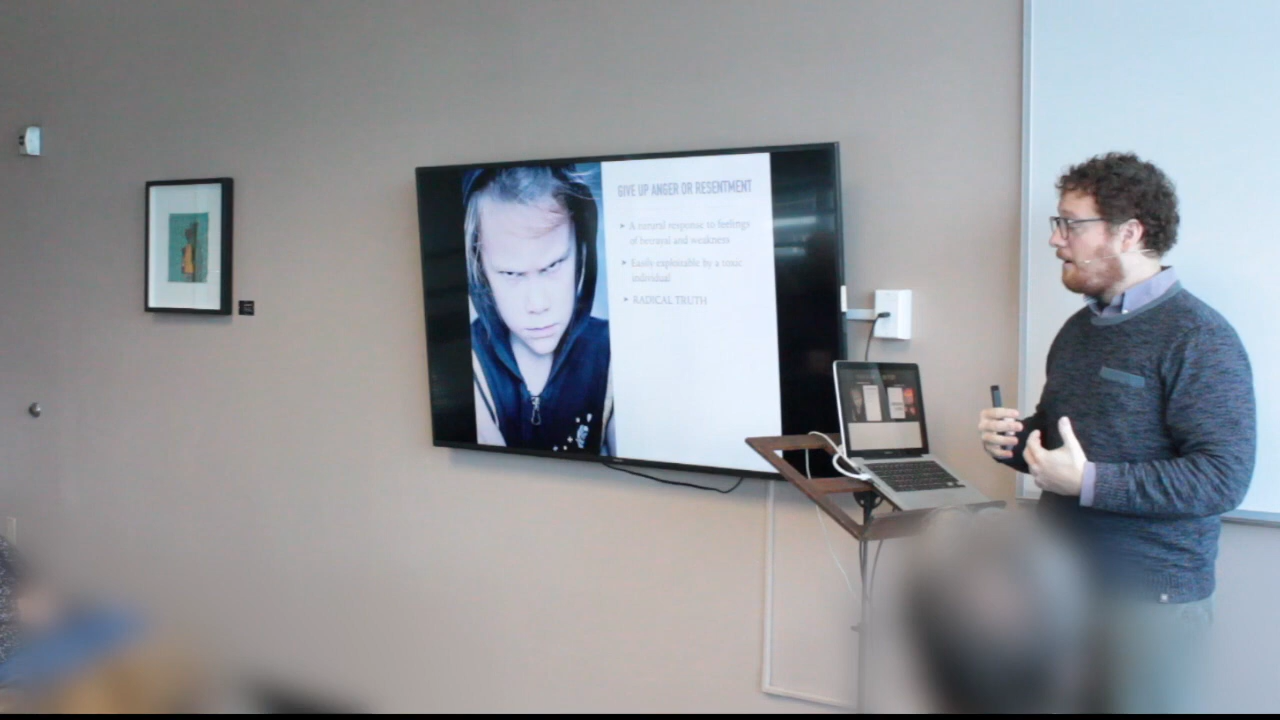 GIVE UP ANGER OR RESENTMENT
‣ A natural response to feelings
of betrayal and weakness
‣ Easily exploitable by a toxic
individual
‣ RADICAL TRUTH